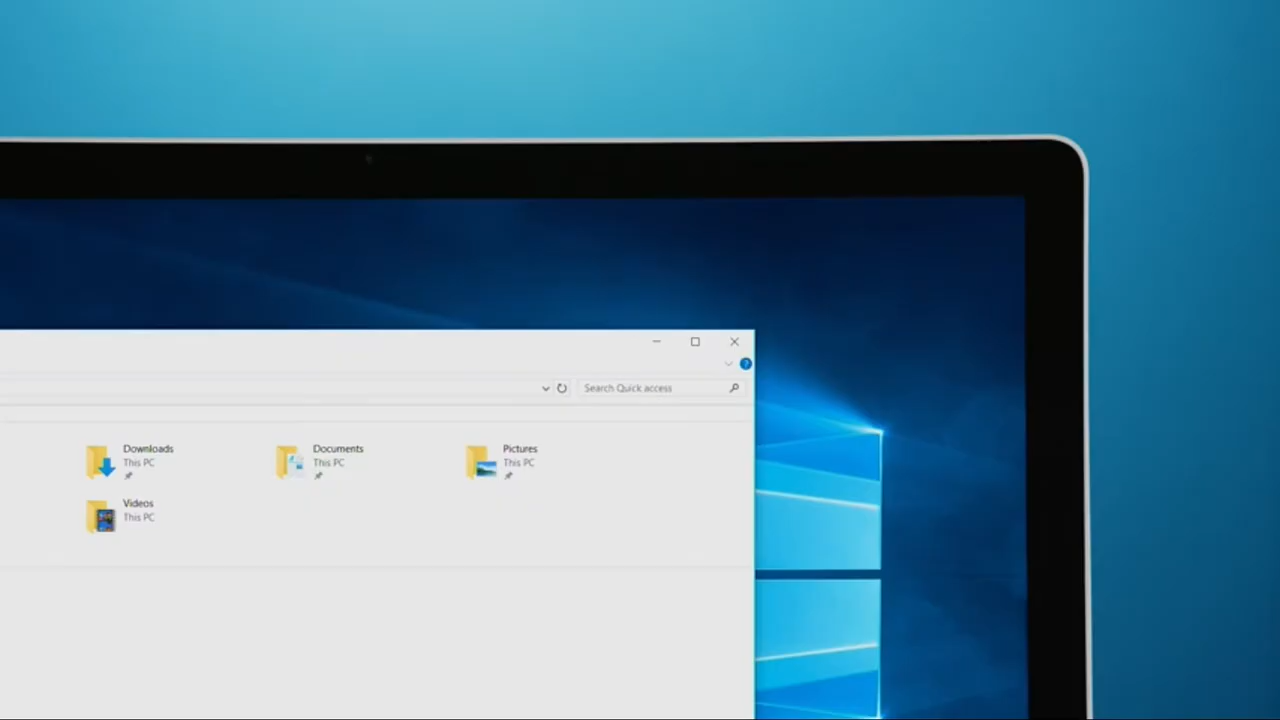 Search Quick access
Downloads
This PC
Documents
This PC
Pictures
This PC
Videos
This PC